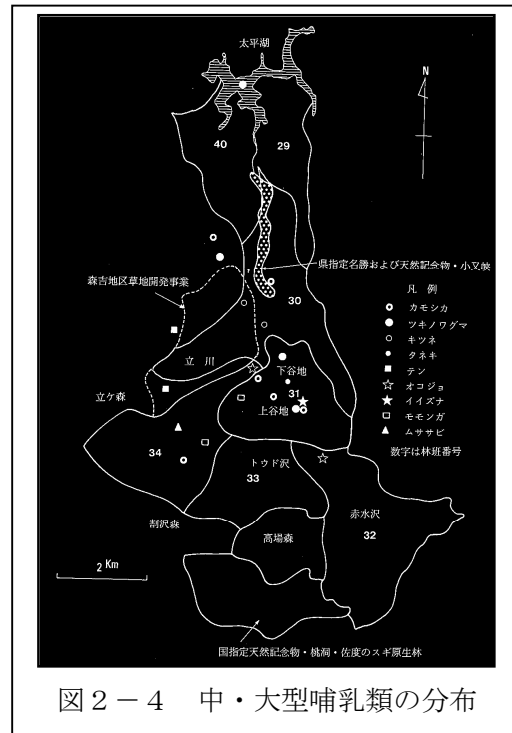 太平湖
N
40
29
県指定名勝および天然記念物・小又峡
森吉地区草地開発事業
30
凡 例
カモシカ
ツキノワグマ
キツネ
タネキ
テン
オコジョ
イイズナ
モモンガ
ムササビ
数字は林班番号
立 川
下谷地
31
上谷地
立ケ森
34
トウド沢
33
赤水沢
32
割沢森
高場森
2 Km
国指定天然記念物・桃洞・佐度のスギ原生林
図2－4 中・大型哺乳類の分布